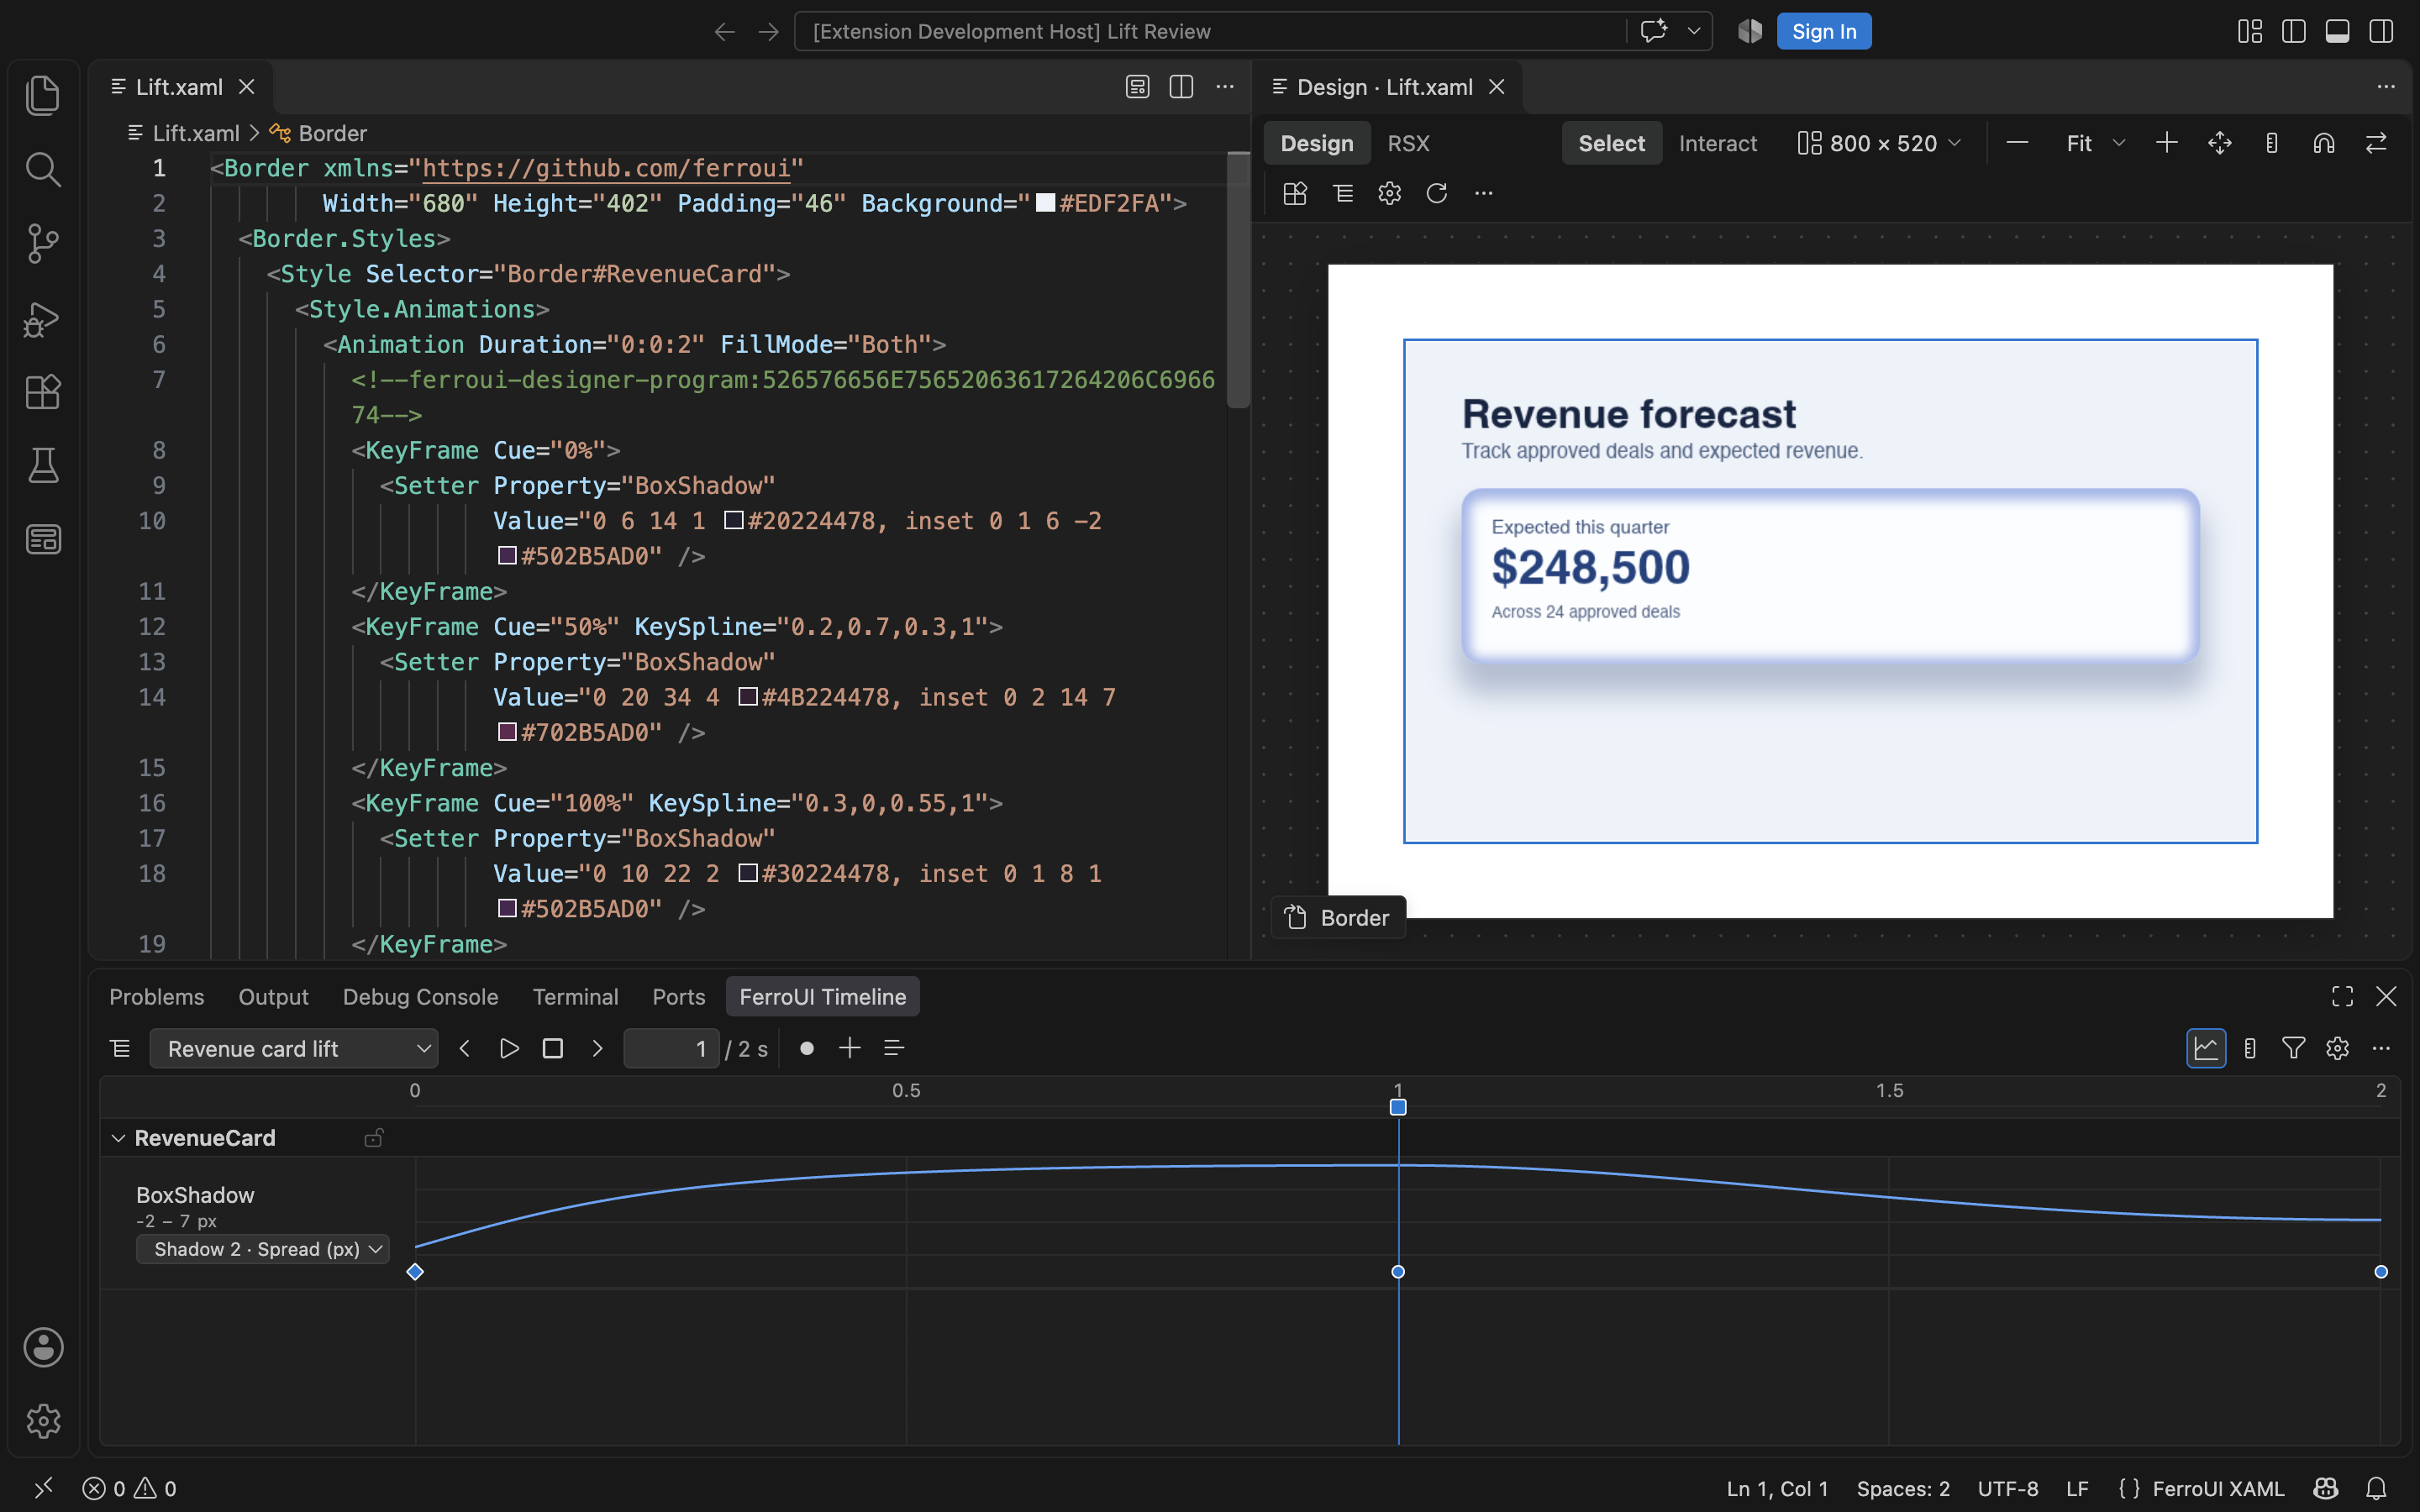 [Extension Development Host] Lift Review
Sign In
Lift.xaml
Lift.xaml > Border
1 <Border xmlns="https://github.com/ferroui"
2 Width="680" Height="402" Padding="46" Background="#EDF2FA">
3 <Border.Styles>
4 <Style Selector="Border#RevenueCard">
5 <Style.Animations>
6 <Animation Duration="0:0:2" FillMode="Both">
7 <!--ferroui-designer-program:526576656E75652063617264206C6966
74-->
8 <KeyFrame Cue="0%">
9 <Setter Property="BoxShadow"
10 Value="0 6 14 1 #20224478, inset 0 1 6 -2
#502B5AD0" />
11 </KeyFrame>
12 <KeyFrame Cue="50%" KeySpline="0.2,0.7,0.3,1">
13 <Setter Property="BoxShadow"
14 Value="0 20 34 4 #4B224478, inset 0 2 14 7
#702B5AD0" />
15 </KeyFrame>
16 <KeyFrame Cue="100%" KeySpline="0.3,0,0.55,1">
17 <Setter Property="BoxShadow"
18 Value="0 10 22 2 #30224478, inset 0 1 8 1
#502B5AD0" />
19 </KeyFrame>
Design · Lift.xaml
Design RSX Select Interact 800 × 520 Fit
Revenue forecast
Track approved deals and expected revenue.
Expected this quarter
$248,500
Across 24 approved deals
Border
Problems Output Debug Console Terminal Ports FerroUI Timeline
Revenue card lift 1 / 2 s
0 0.5 1 1.5 2
RevenueCard
BoxShadow
-2 – 7 px
Shadow 2 · Spread (px)
0 0 Ln 1, Col 1 Spaces: 2 UTF-8 LF { } FerroUI XAML